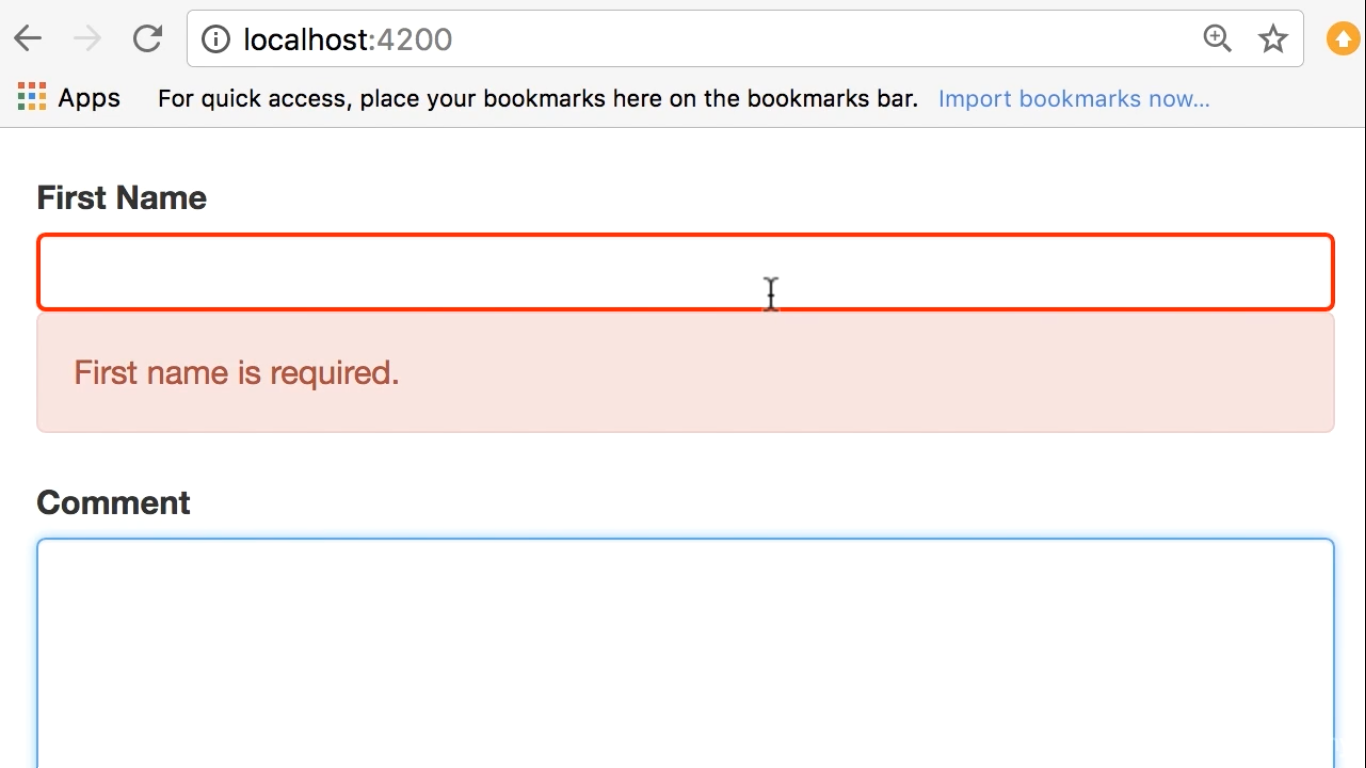 localhost:4200
Apps For quick access, place your bookmarks here on the bookmarks bar. Import bookmarks now...
First Name
First name is required.
Comment